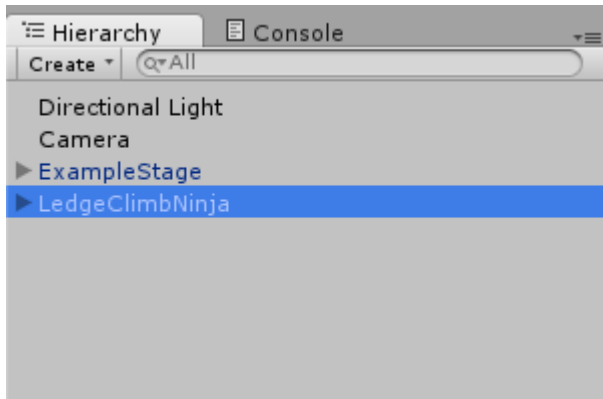 Hierarchy Console
Create All
Directional Light
Camera
ExampleStage
LedgeClimbNinja